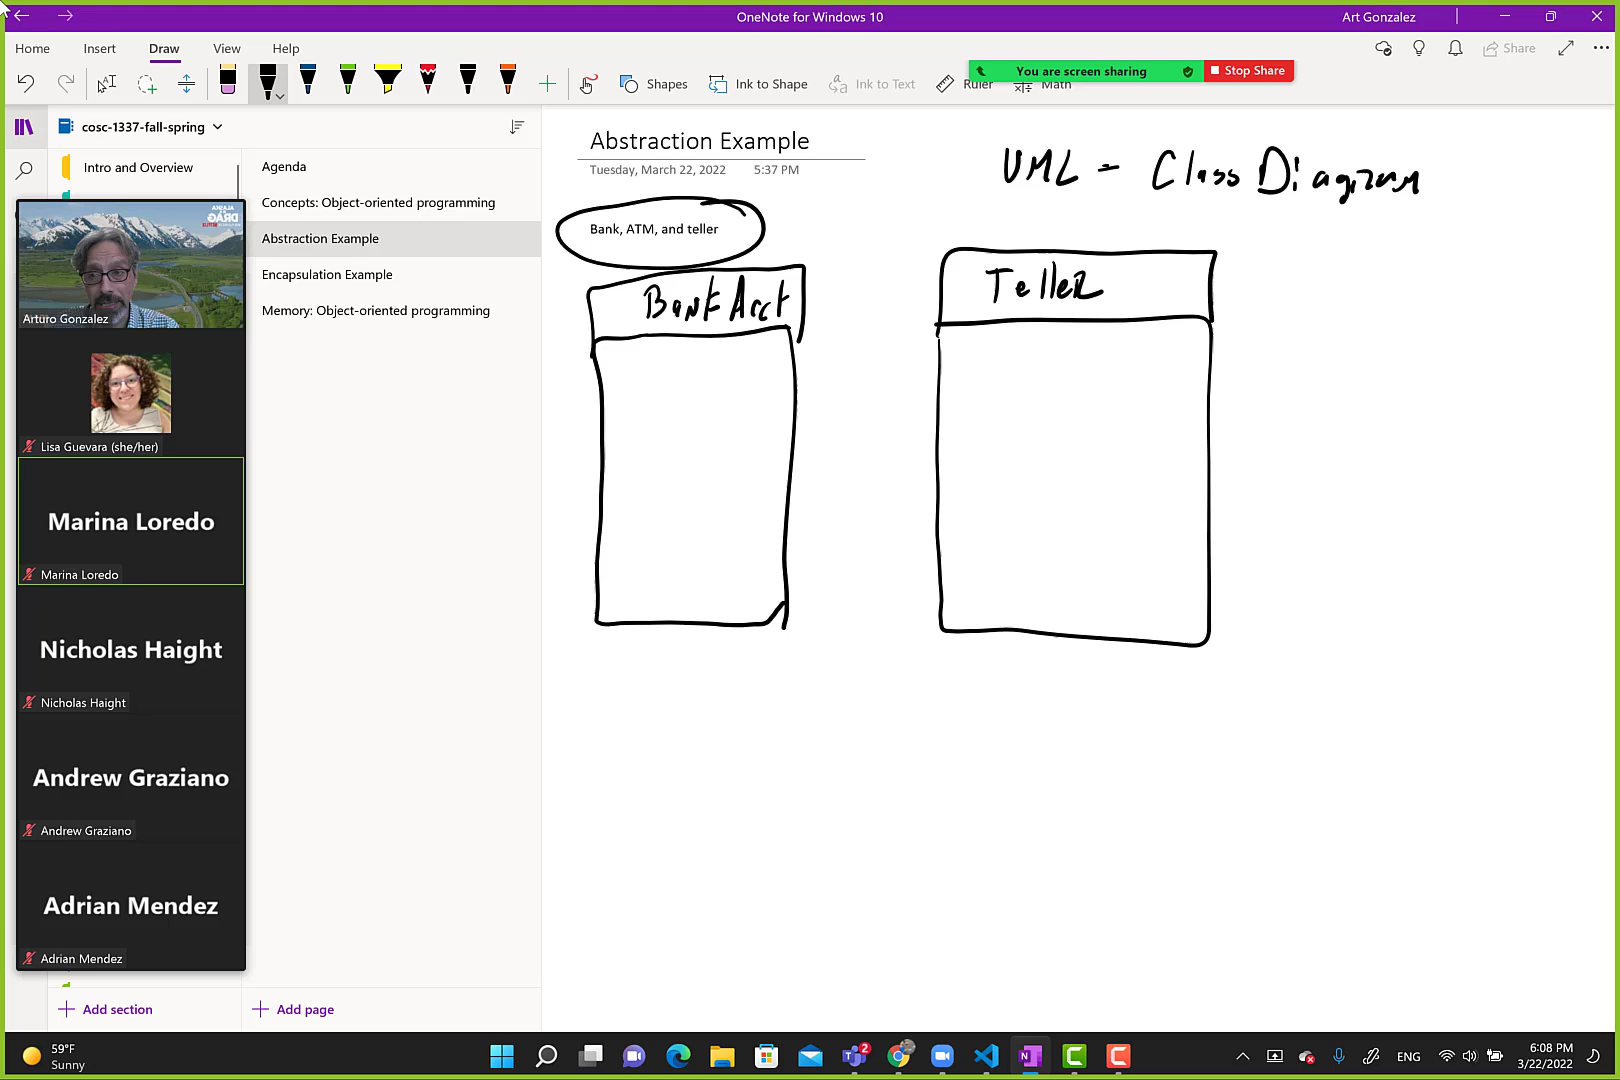 OneNote for Windows 10
Art Gonzalez
Home Insert Draw View Help
Share
Shapes
Ink to Shape
Ink to Text
Ruler
Math
You are screen sharing
Stop Share
cosc-1337-fall-spring
Intro and Overview
Agenda
Concepts: Object-oriented programming
Abstraction Example
Encapsulation Example
Memory: Object-oriented programming
Arturo Gonzalez
Lisa Guevara (she/her)
Marina Loredo
Marina Loredo
Nicholas Haight
Nicholas Haight
Andrew Graziano
Andrew Graziano
Adrian Mendez
Adrian Mendez
Add section
Add page
Abstraction Example
Tuesday, March 22, 2022 5:37 PM
UML - Class Diagram
Bank, ATM, and teller
Bank Acct
Teller
59°F
Sunny
2
ENG
6:08 PM
3/22/2022